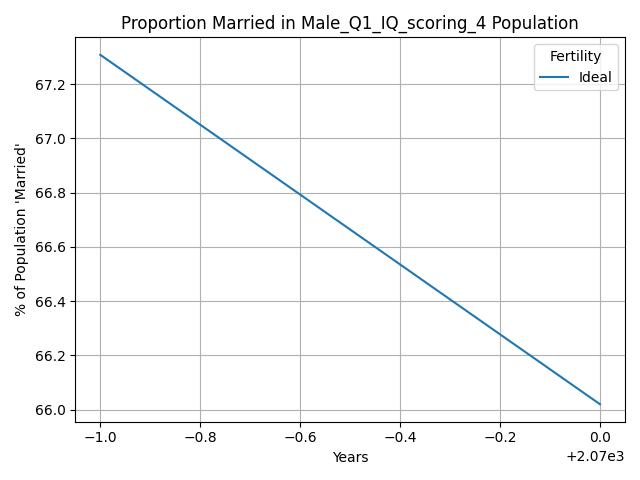 Proportion Married in Male_Q1_IQ_scoring_4 Population
Fertility
Ideal
% of Population 'Married'
67.2
67.0
66.8
66.6
66.4
66.2
66.0
−1.0 −0.8 −0.6 −0.4 −0.2 0.0
Years
+2.07e3